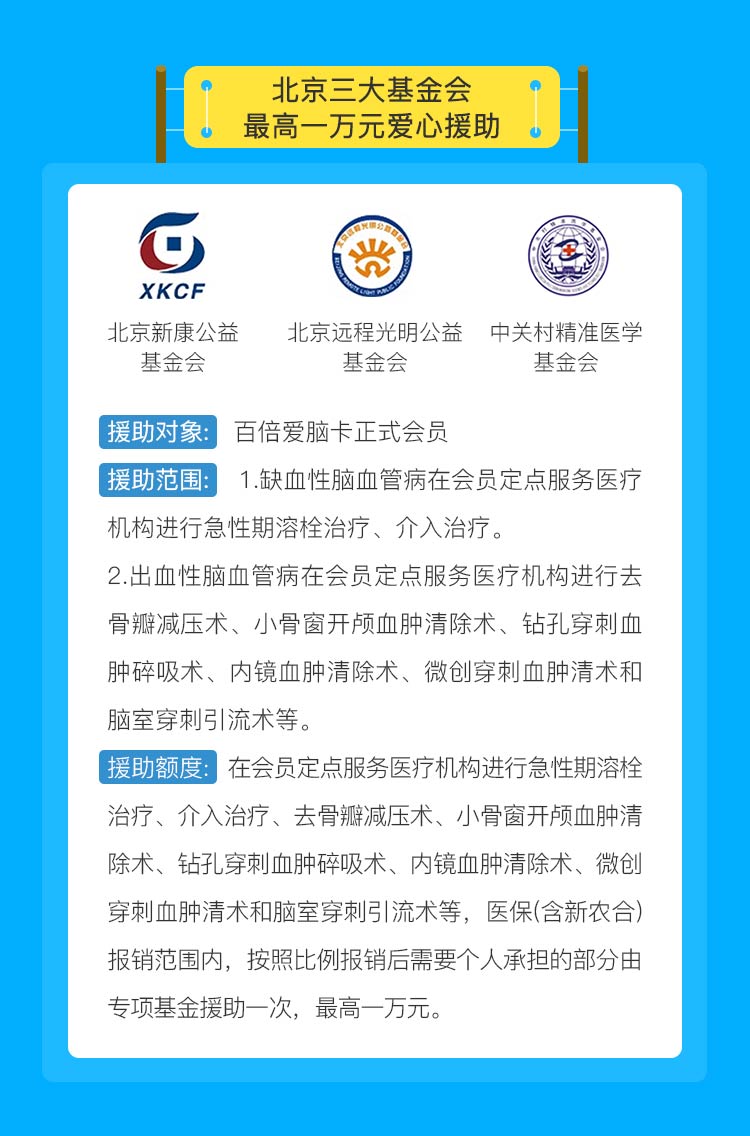 北京三大基金会
最高一万元爱心援助
XKCF
北京新康公益
基金会
北京远程光明公益
基金会
中关村精准医学
基金会
援助对象: 百倍爱脑卡正式会员
援助范围: 1.缺血性脑血管病在会员定点服务医疗
机构进行急性期溶栓治疗、介入治疗。
2.出血性脑血管病在会员定点服务医疗机构进行去
骨瓣减压术、小骨窗开颅血肿清除术、钻孔穿刺血
肿碎吸术、内镜血肿清除术、微创穿刺血肿清术和
脑室穿刺引流术等。
援助额度: 在会员定点服务医疗机构进行急性期溶栓
治疗、介入治疗、去骨瓣减压术、小骨窗开颅血肿清
除术、钻孔穿刺血肿碎吸术、内镜血肿清除术、微创
穿刺血肿清术和脑室穿刺引流术等，医保(含新农合)
报销范围内，按照比例报销后需要个人承担的部分由
专项基金援助一次，最高一万元。